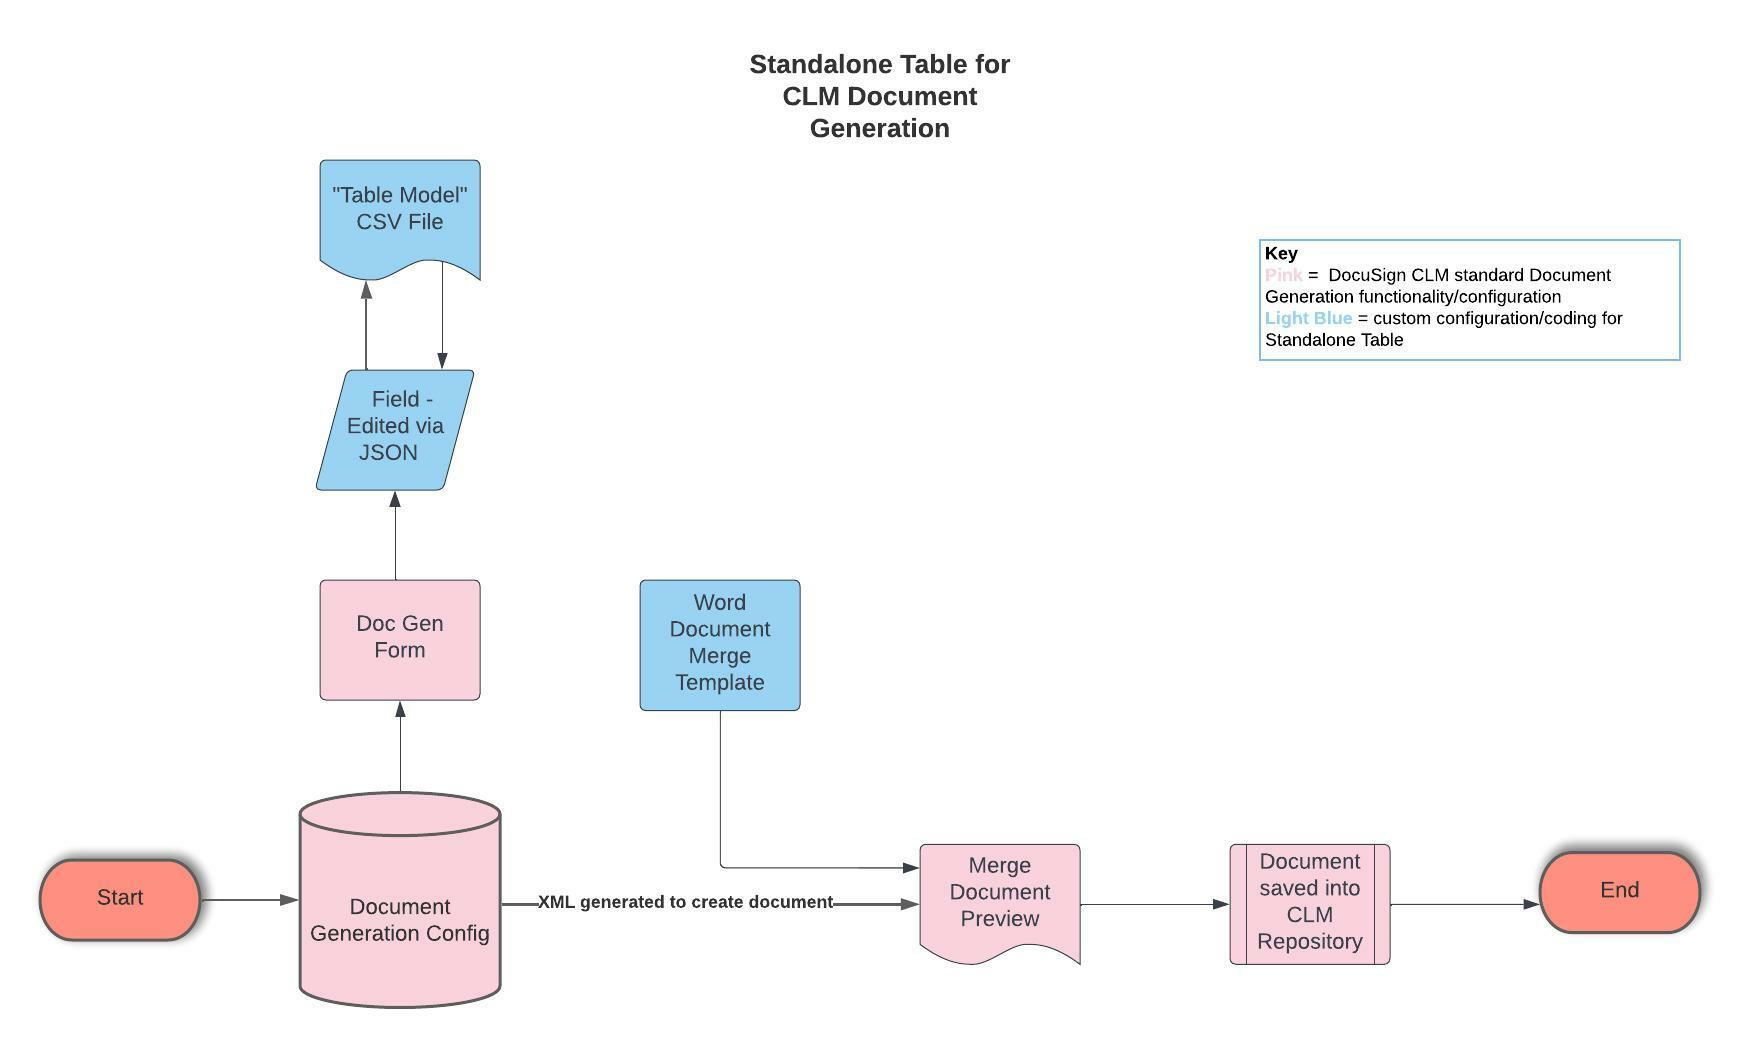 Standalone Table for
CLM Document
Generation
"Table Model"
CSV File
Key
Pink = DocuSign CLM standard Document
Generation functionality/configuration
Light Blue = custom configuration/coding for
Standalone Table
Field -
Edited via
JSON
Doc Gen
Form
Word
Document
Merge
Template
Start
Document
Generation Config
XML generated to create document
Merge
Document
Preview
Document
saved into
CLM
Repository
End